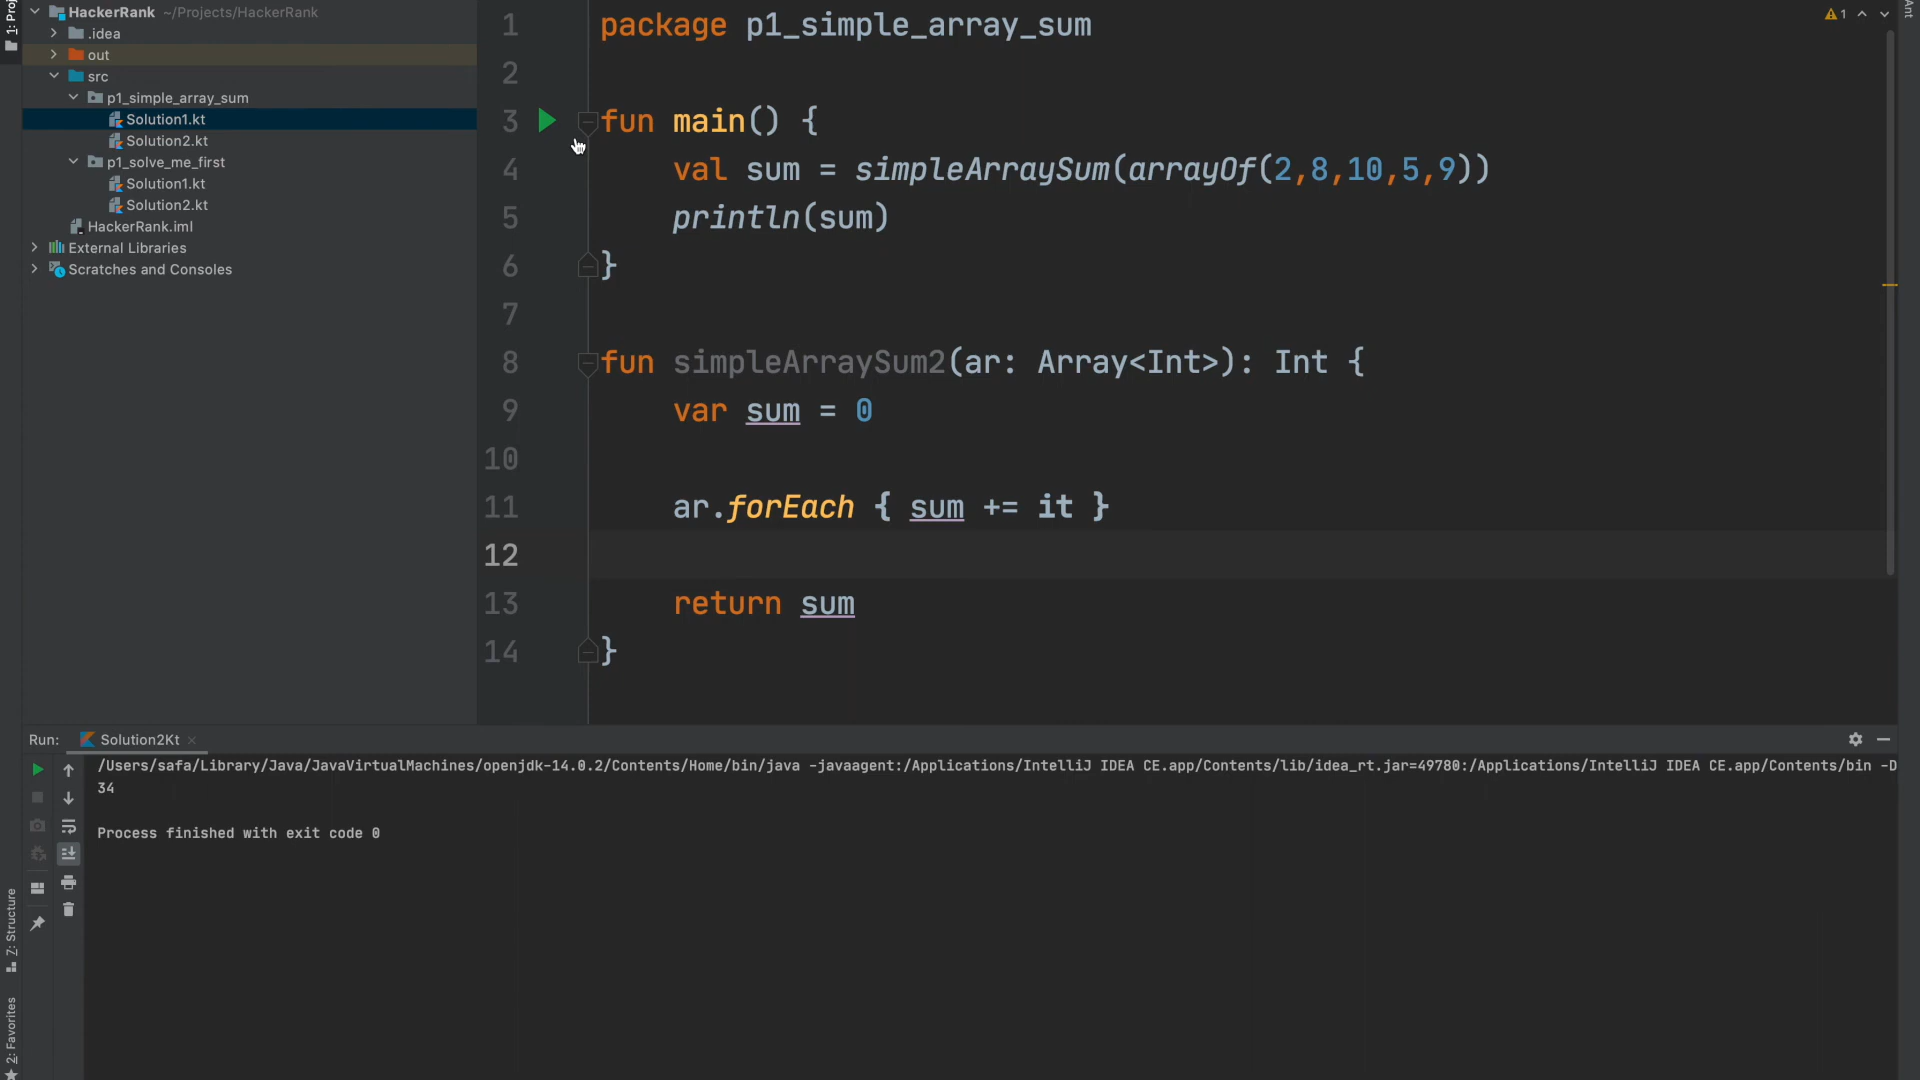 1: Proj
HackerRank ~/Projects/HackerRank
.idea
out
src
p1_simple_array_sum
Solution1.kt
Solution2.kt
p1_solve_me_first
Solution1.kt
Solution2.kt
HackerRank.iml
External Libraries
Scratches and Consoles
1 package p1_simple_array_sum
2
3 fun main() {
4 val sum = simpleArraySum(arrayOf(2,8,10,5,9))
5 println(sum)
6 }
7
8 fun simpleArraySum2(ar: Array<Int>): Int {
9 var sum = 0
10
11 ar.forEach { sum += it }
12
13 return sum
14 }
1
Ant
Run: Solution2Kt
/Users/safa/Library/Java/JavaVirtualMachines/openjdk-14.0.2/Contents/Home/bin/java -javaagent:/Applications/IntelliJ IDEA CE.app/Contents/lib/idea_rt.jar=49780:/Applications/IntelliJ IDEA CE.app/Contents/bin -D
34
Process finished with exit code 0
Z: Structure
2: Favorites